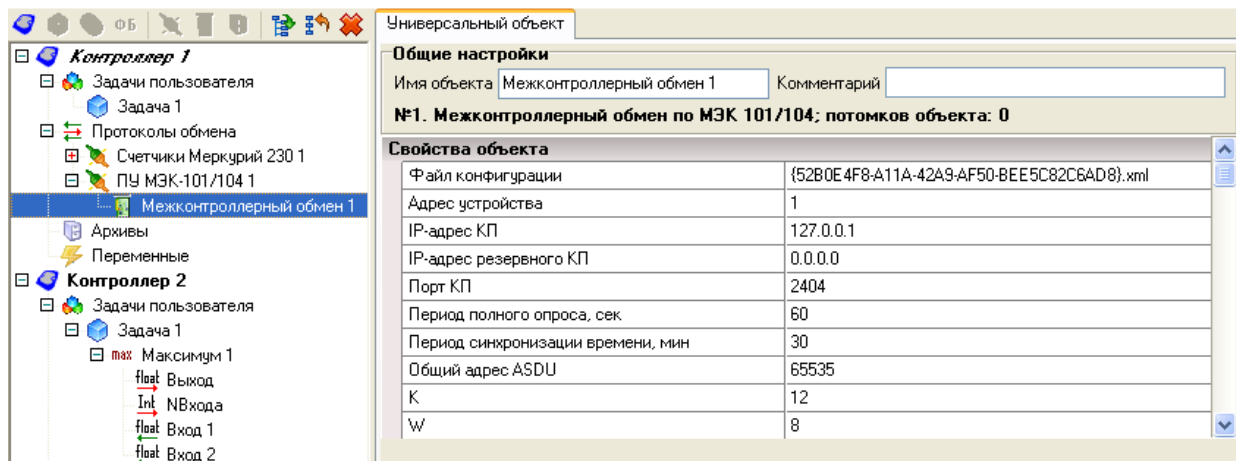 ФБ
Контроллер 1
Задачи пользователя
Задача 1
Протоколы обмена
Счетчики Меркурий 230 1
ПУ МЭК-101/104 1
Межконтроллерный обмен 1
Архивы
Переменные
Контроллер 2
Задачи пользователя
Задача 1
max Максимум 1
float Выход
Int NВхода
float Вход 1
float Вход 2
Универсальный объект
Общие настройки
Имя объекта Межконтроллерный обмен 1 Комментарий
№1. Межконтроллерный обмен по МЭК 101/104; потомков объекта: 0
Свойства объекта
Файл конфигурации {52B0E4F8-A11A-42A9-AF50-BEE5C82C6AD8}.xml
Адрес устройства 1
IP-адрес КП 127.0.0.1
IP-адрес резервного КП 0.0.0.0
Порт КП 2404
Период полного опроса, сек 60
Период синхронизации времени, мин 30
Общий адрес ASDU 65535
K 12
W 8